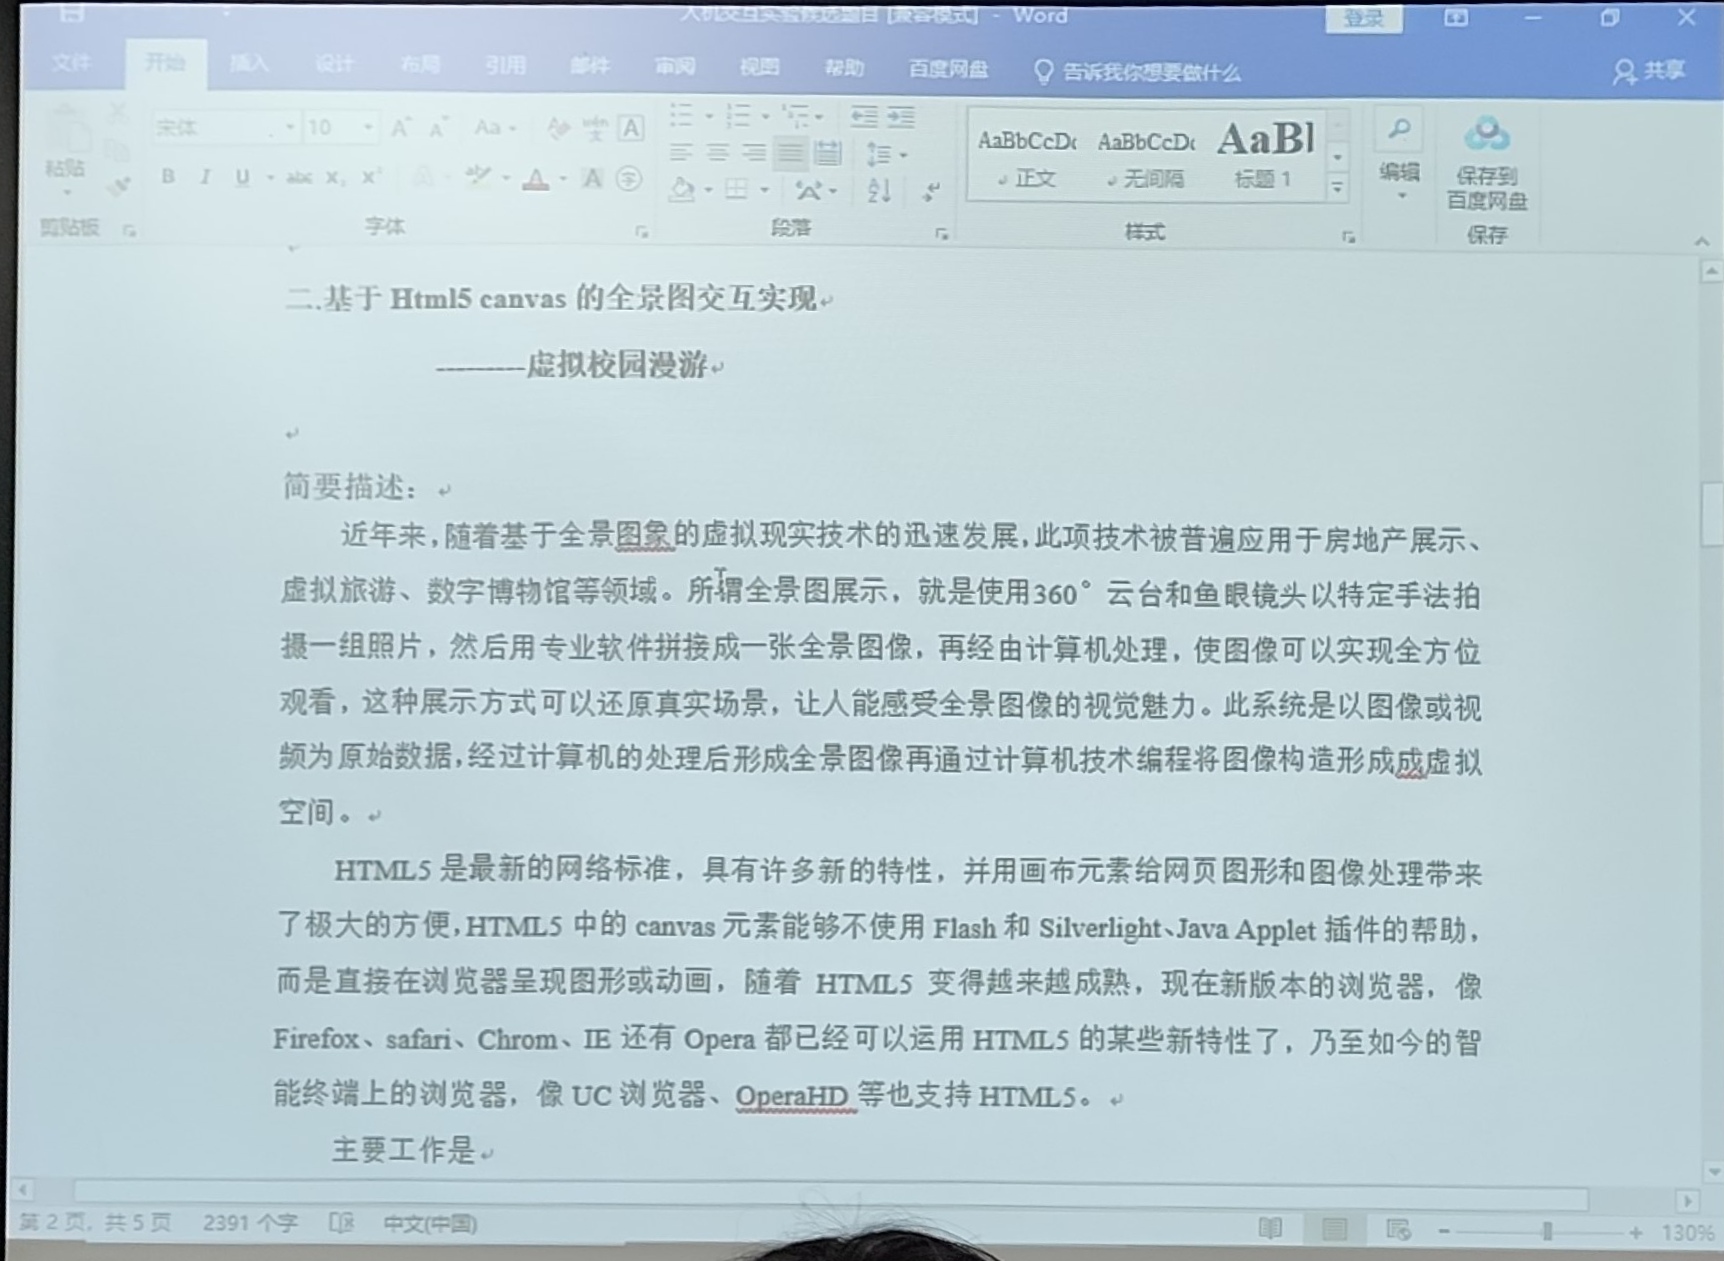 人机交互实验候选题目 [兼容模式] - Word
登录
文件 开始 插入 设计 布局 引用 邮件 审阅 视图 帮助 百度网盘 告诉我你想要做什么 共享
宋体 10 Aa
粘贴 B I U abc X₂ X² A A 字
AaBbCcDc AaBbCcDc AaBl
正文 无间隔 标题 1
编辑 保存到
百度网盘
剪贴板 字体 段落 样式 保存
二.基于 Html5 canvas 的全景图交互实现
---------虚拟校园漫游
简要描述：
近年来,随着基于全景图象的虚拟现实技术的迅速发展,此项技术被普遍应用于房地产展示、
虚拟旅游、数字博物馆等领域。所谓全景图展示，就是使用360°云台和鱼眼镜头以特定手法拍
摄一组照片，然后用专业软件拼接成一张全景图像，再经由计算机处理，使图像可以实现全方位
观看，这种展示方式可以还原真实场景，让人能感受全景图像的视觉魅力。此系统是以图像或视
频为原始数据,经过计算机的处理后形成全景图像再通过计算机技术编程将图像构造形成成虚拟
空间。
HTML5 是最新的网络标准，具有许多新的特性，并用画布元素给网页图形和图像处理带来
了极大的方便,HTML5 中的 canvas 元素能够不使用 Flash 和 Silverlight、Java Applet 插件的帮助，
而是直接在浏览器呈现图形或动画，随着 HTML5 变得越来越成熟，现在新版本的浏览器，像
Firefox、safari、Chrom、IE 还有 Opera 都已经可以运用 HTML5 的某些新特性了，乃至如今的智
能终端上的浏览器，像 UC 浏览器、OperaHD 等也支持 HTML5。
主要工作是
第 2 页，共 5 页 2391 个字 中文(中国) 130%